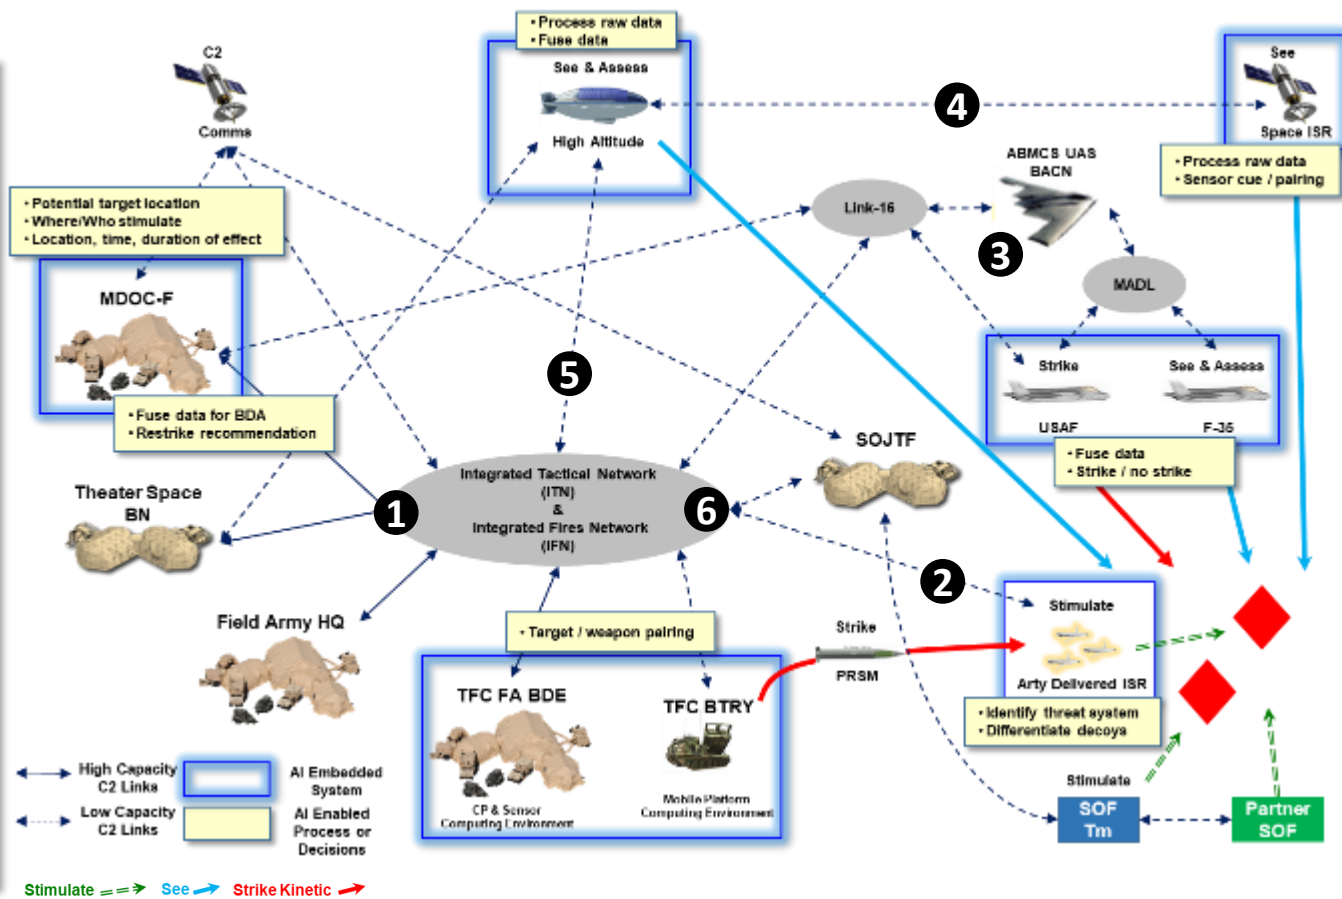 • Process raw data
• Fuse data
See & Assess
High Altitude
C2
Comms
See
Space ISR
4
• Process raw data
• Sensor cue / pairing
ABMCS UAS
BACN
Link-16
3
MADL
• Potential target location
• Where/Who stimulate
• Location, time, duration of effect
MDOC-F
• Fuse data for BDA
• Restrike recommendation
5
Strike
USAF
See & Assess
F-35
• Fuse data
• Strike / no strike
SOJTF
Theater Space
BN
1
Integrated Tactical Network
(ITN)
&
Integrated Fires Network
(IFN)
6
2
Field Army HQ
• Target / weapon pairing
Strike
PRSM
Stimulate
Arty Delivered ISR
• Identify threat system
• Differentiate decoys
TFC FA BDE
CP & Sensor
Computing Environment
TFC BTRY
Mobile Platform
Computing Environment
Stimulate
SOF
Tm
Partner
SOF
High Capacity
C2 Links
AI Embedded
System
Low Capacity
C2 Links
AI Enabled
Process or
Decisions
Stimulate
See
Strike Kinetic